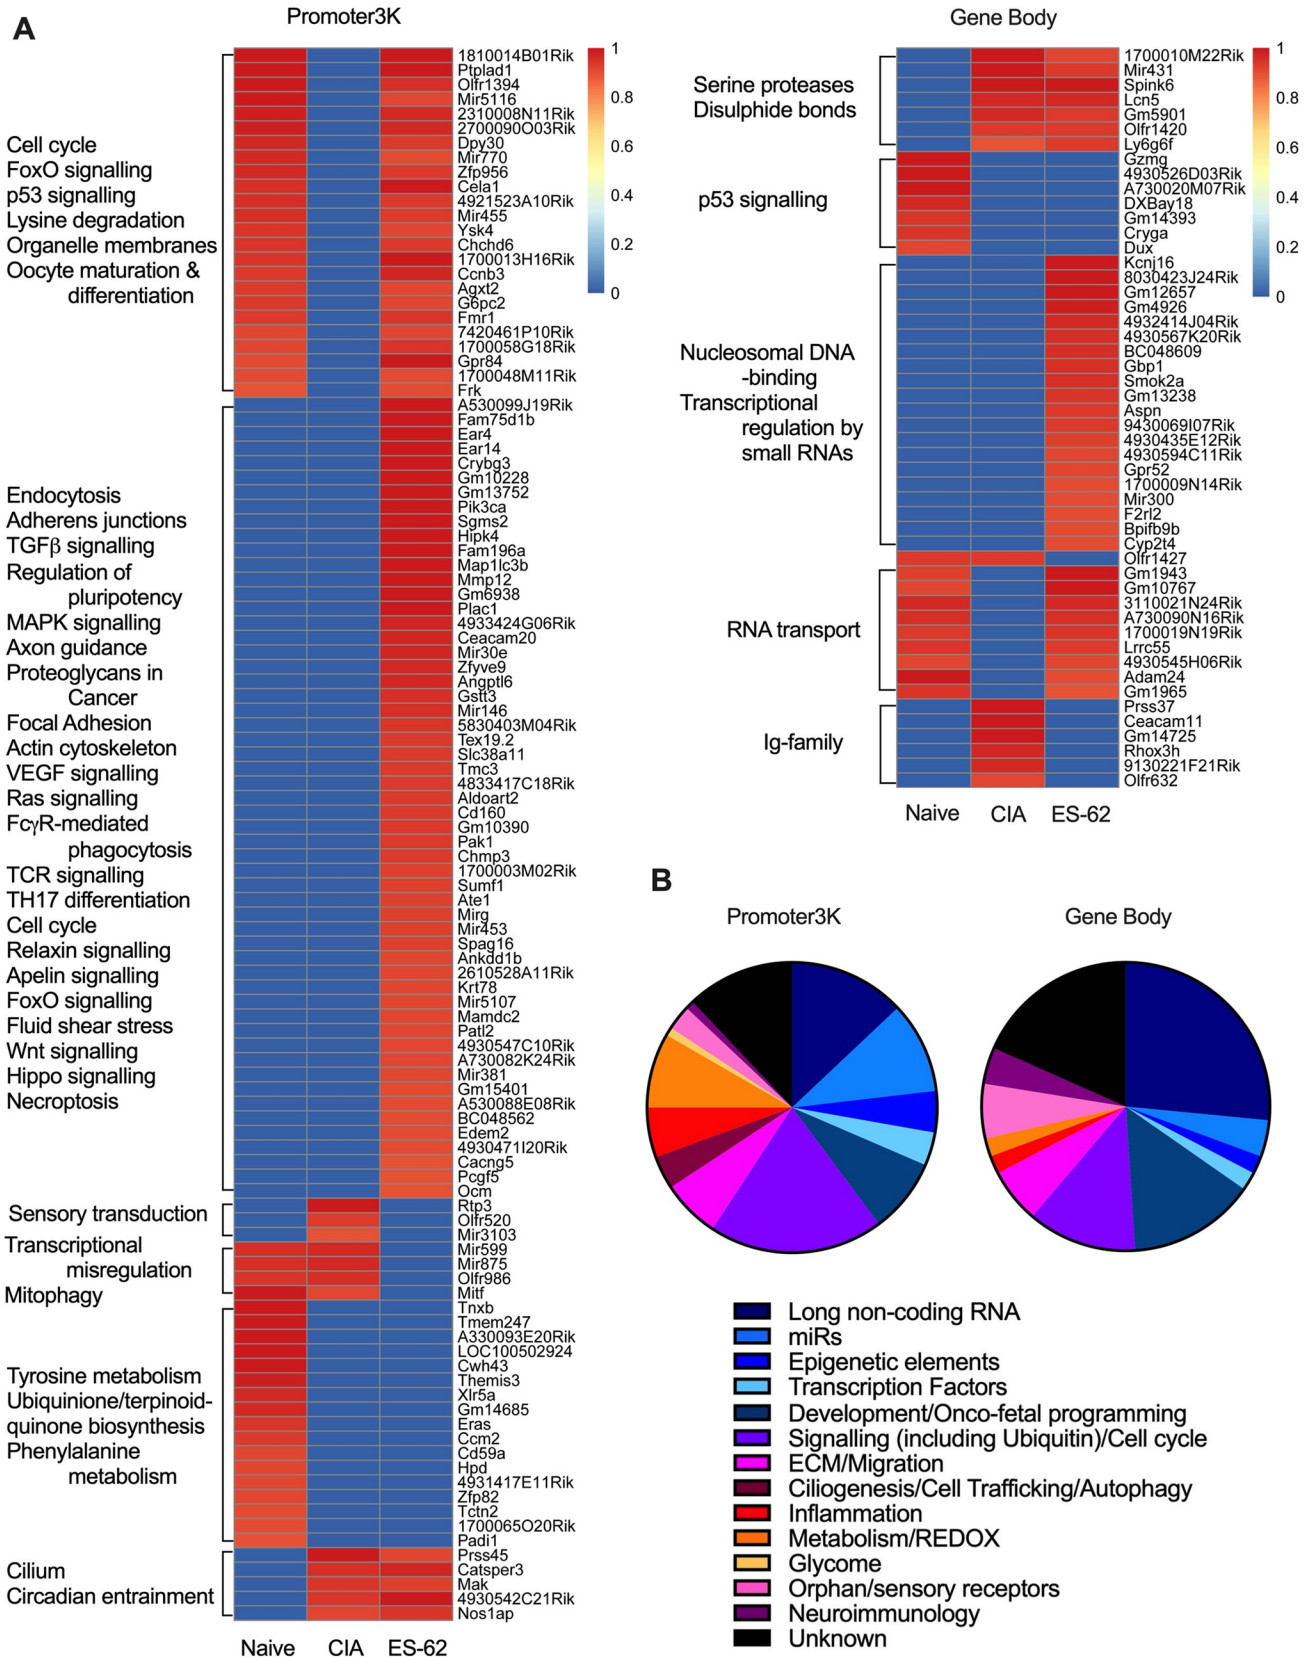 A
Promoter3K
Cell cycle
FoxO signalling
p53 signalling
Lysine degradation
Organelle membranes
Oocyte maturation &
differentiation
Endocytosis
Adherens junctions
TGFβ signalling
Regulation of
pluripotency
MAPK signalling
Axon guidance
Proteoglycans in
Cancer
Focal Adhesion
Actin cytoskeleton
VEGF signalling
Ras signalling
FcγR-mediated
phagocytosis
TCR signalling
TH17 differentiation
Cell cycle
Relaxin signalling
Apelin signalling
FoxO signalling
Fluid shear stress
Wnt signalling
Hippo signalling
Necroptosis
Sensory transduction
Transcriptional
misregulation
Mitophagy
Tyrosine metabolism
Ubiquinione/terpinoid-
quinone biosynthesis
Phenylalanine
metabolism
Cilium
Circadian entrainment
1810014B01Rik
Ptplad1
Olfr1394
Mir5116
2310008N11Rik
2700090O03Rik
Dpy30
Mir770
Zfp956
Cela1
4921523A10Rik
Mir455
Ysk4
Chchd6
1700013H16Rik
Ccnb3
Agxt2
G6pc2
Fmr1
7420461P10Rik
1700058G18Rik
Gpr84
1700048M11Rik
Frk
A530099J19Rik
Fam75d1b
Ear4
Ear14
Crybg3
Gm10228
Gm13752
Pik3ca
Sgms2
Hipk4
Fam196a
Map1lc3b
Mmp12
Gm6938
Plac1
4933424G06Rik
Ceacam20
Mir30e
Zfyve9
Angptl6
Gstt3
Mir146
5830403M04Rik
Tex19.2
Slc38a11
Tmc3
4833417C18Rik
Aldoart2
Cd160
Gm10390
Pak1
Chmp3
1700003M02Rik
Sumf1
Ate1
Mirg
Mir453
Spag16
Ankdd1b
2610528A11Rik
Krt78
Mir5107
Mamdc2
Patl2
4930547C10Rik
A730082K24Rik
Mir381
Gm15401
A530088E08Rik
BC048562
Edem2
4930471I20Rik
Cacng5
Pcgf5
Ocm
Rtp3
Olfr520
Mir3103
Mir599
Mir875
Olfr986
Mitf
Tnxb
Tmem247
A330093E20Rik
LOC100502924
Cwh43
Themis3
Xlr5a
Gm14685
Eras
Ccm2
Cd59a
Hpd
4931417E11Rik
Zfp82
Tctn2
1700065O20Rik
Padi1
Prss45
Catsper3
Mak
4930542C21Rik
Nos1ap
Naive CIA ES-62
1
0.8
0.6
0.4
0.2
0
Gene Body
Serine proteases
Disulphide bonds
p53 signalling
Nucleosomal DNA
-binding
Transcriptional
regulation by
small RNAs
RNA transport
Ig-family
1700010M22Rik
Mir431
Spink6
Lcn5
Gm5901
Olfr1420
Ly6g6f
Gzmg
4930526D03Rik
A730020M07Rik
DXBay18
Gm14393
Cryga
Dux
Kcnj16
8030423J24Rik
Gm12657
Gm4926
4932414J04Rik
4930567K20Rik
BC048609
Gbp1
Smok2a
Gm13238
Aspn
9430069I07Rik
4930435E12Rik
4930594C11Rik
Gpr52
1700009N14Rik
Mir300
F2rl2
Bpifb9b
Cyp2t4
Olfr1427
Gm1943
Gm10767
3110021N24Rik
A730090N16Rik
1700019N19Rik
Lrrc55
4930545H06Rik
Adam24
Gm1965
Prss37
Ceacam11
Gm14725
Rhox3h
9130221F21Rik
Olfr632
Naive CIA ES-62
1
0.8
0.6
0.4
0.2
0
B
Promoter3K
Gene Body
Long non-coding RNA
miRs
Epigenetic elements
Transcription Factors
Development/Onco-fetal programming
Signalling (including Ubiquitin)/Cell cycle
ECM/Migration
Ciliogenesis/Cell Trafficking/Autophagy
Inflammation
Metabolism/REDOX
Glycome
Orphan/sensory receptors
Neuroimmunology
Unknown